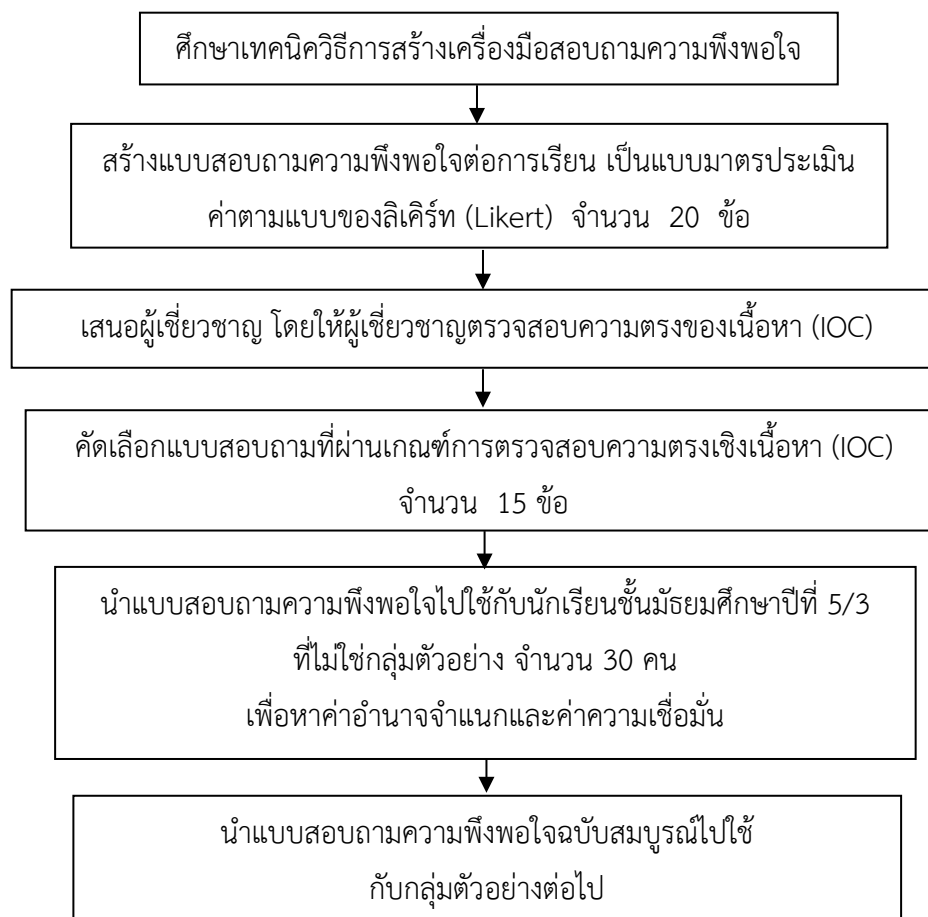 ศึกษาเทคนิควิธีการสร้างเครื่องมือสอบถามความพึงพอใจ
สร้างแบบสอบถามความพึงพอใจต่อการเรียน เป็นแบบมาตรประเมิน
ค่าตามแบบของลิเคิร์ท (Likert) จำนวน 20 ข้อ
เสนอผู้เชี่ยวชาญ โดยให้ผู้เชี่ยวชาญตรวจสอบความตรงของเนื้อหา (IOC)
คัดเลือกแบบสอบถามที่ผ่านเกณฑ์การตรวจสอบความตรงเชิงเนื้อหา (IOC)
จำนวน 15 ข้อ
นำแบบสอบถามความพึงพอใจไปใช้กับนักเรียนชั้นมัธยมศึกษาปีที่ 5/3
ที่ไม่ใช่กลุ่มตัวอย่าง จำนวน 30 คน
เพื่อหาค่าอำนาจจำแนกและค่าความเชื่อมั่น
นำแบบสอบถามความพึงพอใจฉบับสมบูรณ์ไปใช้
กับกลุ่มตัวอย่างต่อไป